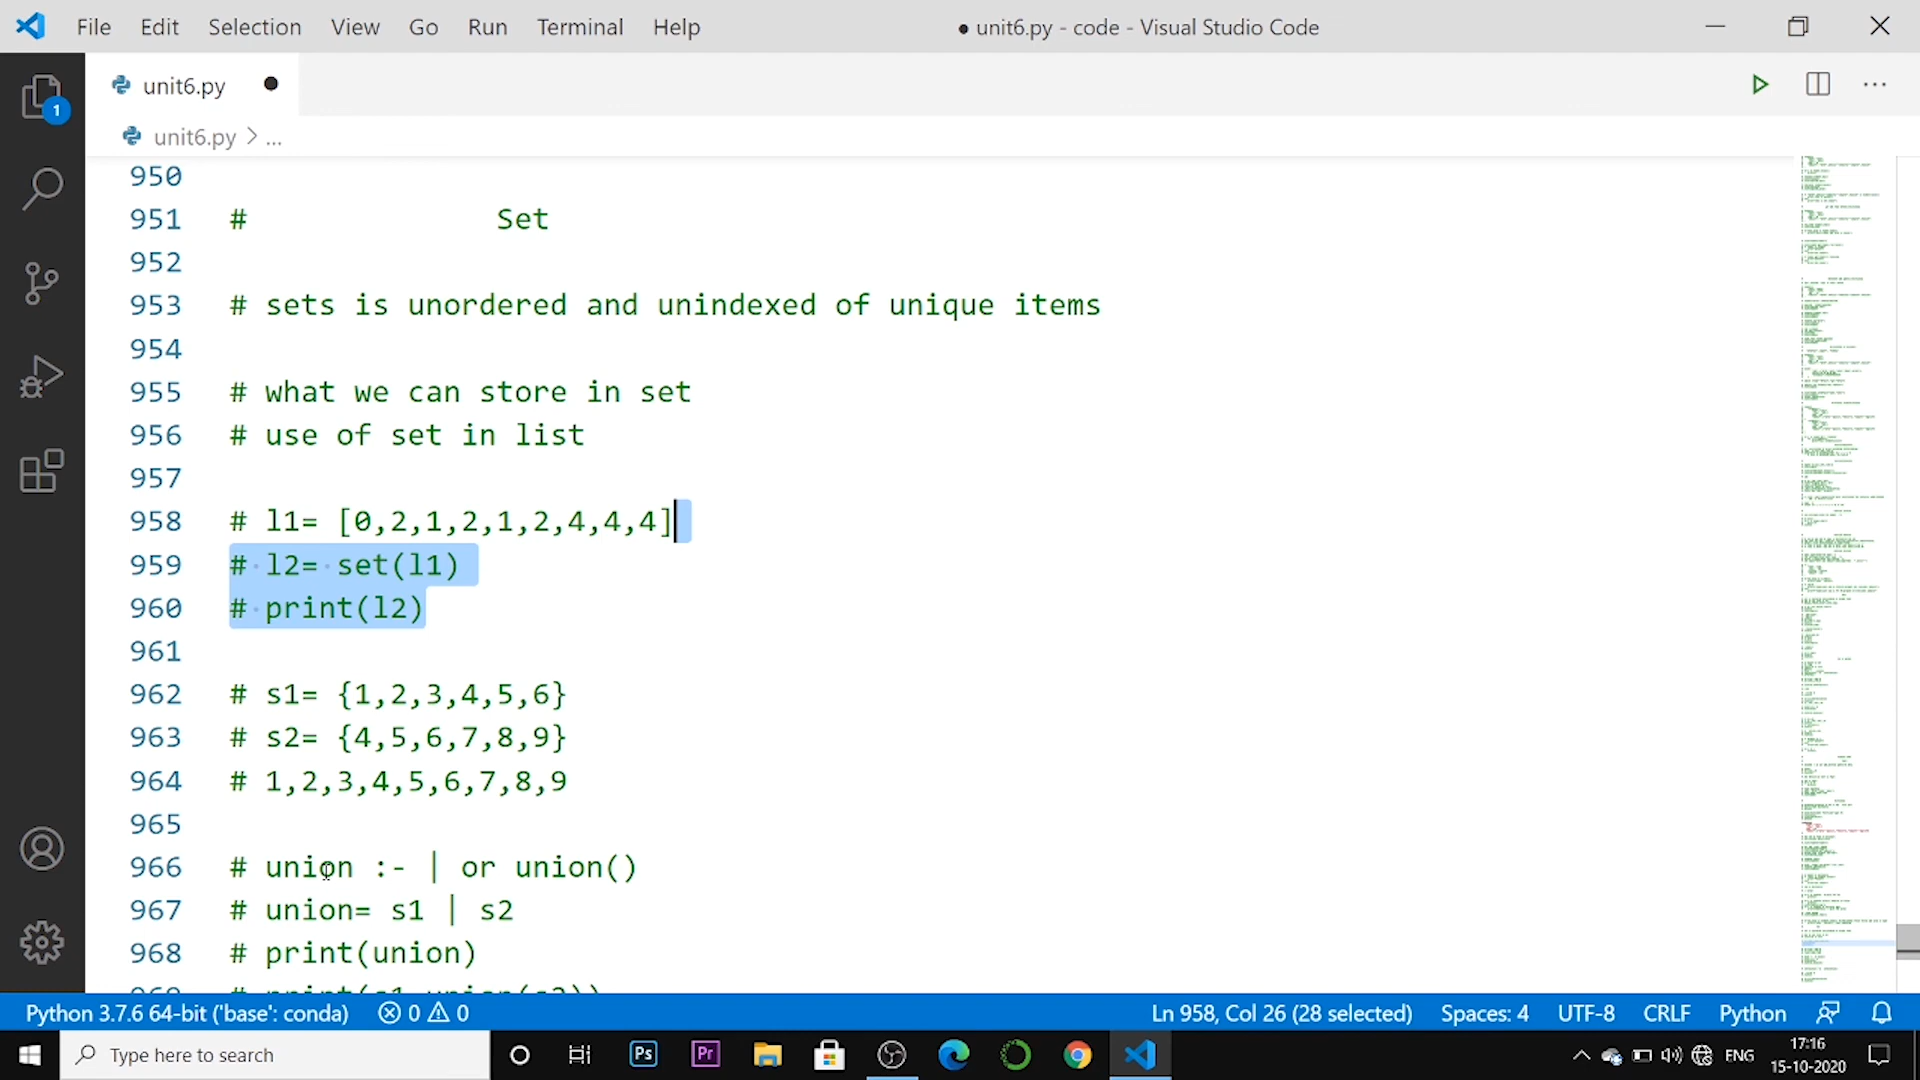 File Edit Selection View Go Run Terminal Help
● unit6.py - code - Visual Studio Code
unit6.py
1
unit6.py > ...
950
951 # Set
952
953 # sets is unordered and unindexed of unique items
954
955 # what we can store in set
956 # use of set in list
957
958 # l1= [0,2,1,2,1,2,4,4,4]
959 # l2= set(l1)
960 # print(l2)
961
962 # s1= {1,2,3,4,5,6}
963 # s2= {4,5,6,7,8,9}
964 # 1,2,3,4,5,6,7,8,9
965
966 # union :- | or union()
967 # union= s1 | s2
968 # print(union)
Python 3.7.6 64-bit ('base': conda) 0 0 Ln 958, Col 26 (28 selected) Spaces: 4 UTF-8 CRLF Python
Type here to search
Ps
Pr
ENG
17:16
15-10-2020